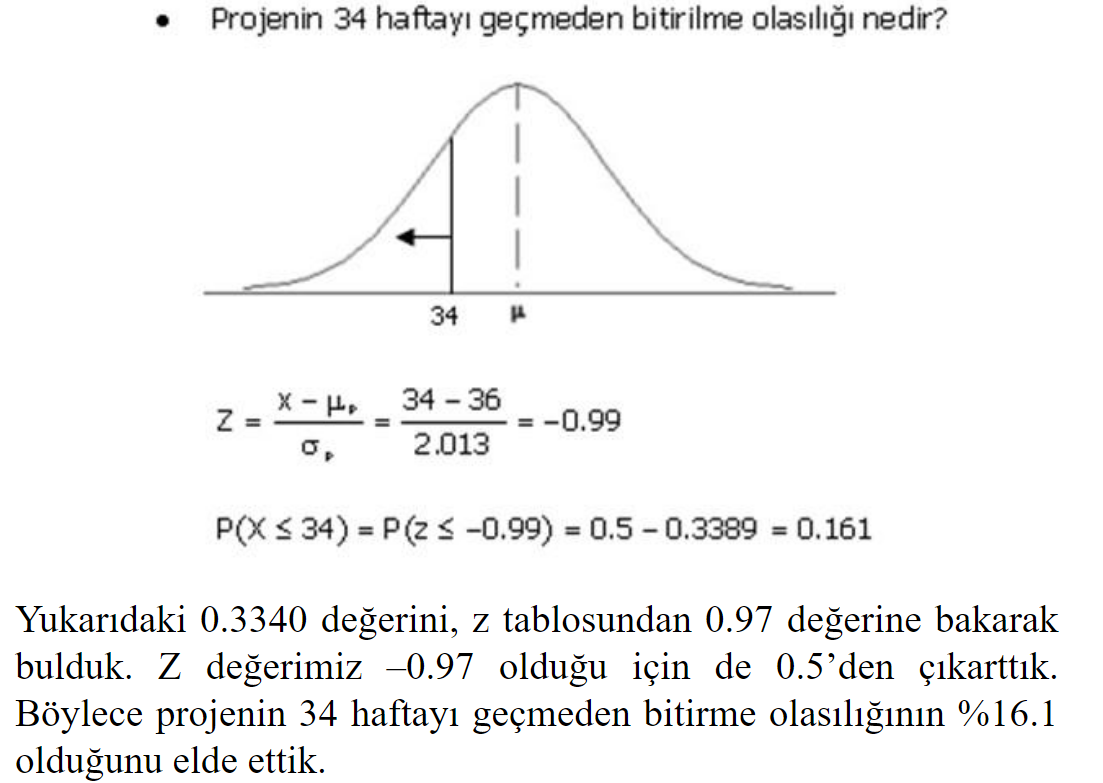 • Projenin 34 haftayı geçmeden bitirilme olasılığı nedir?
34 μ
Z = (x − μₚ) / σₚ = (34 − 36) / 2.013 = −0.99
P(X ≤ 34) = P(z ≤ −0.99) = 0.5 − 0.3389 = 0.161
Yukarıdaki 0.3340 değerini, z tablosundan 0.97 değerine bakarak
bulduk. Z değerimiz –0.97 olduğu için de 0.5’den çıkarttık.
Böylece projenin 34 haftayı geçmeden bitirme olasılığının %16.1
olduğunu elde ettik.